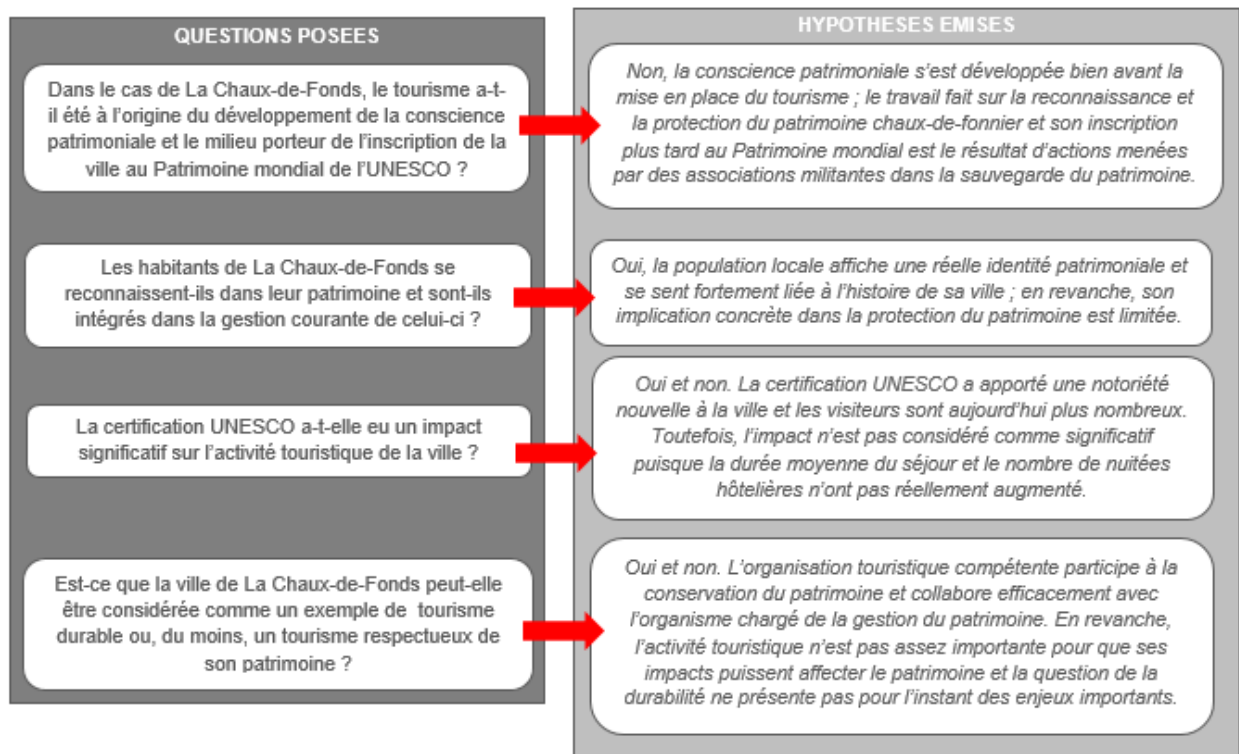 QUESTIONS POSEES
Dans le cas de La Chaux-de-Fonds, le tourisme a-t-
il été à l'origine du développement de la conscience
patrimoniale et le milieu porteur de l'inscription de la
ville au Patrimoine mondial de l'UNESCO ?
Les habitants de La Chaux-de-Fonds se
reconnaissent-ils dans leur patrimoine et sont-ils
intégrés dans la gestion courante de celui-ci ?
La certification UNESCO a-t-elle eu un impact
significatif sur l'activité touristique de la ville ?
Est-ce que la ville de La Chaux-de-Fonds peut-elle
être considérée comme un exemple de tourisme
durable ou, du moins, un tourisme respectueux de
son patrimoine ?
HYPOTHESES EMISES
Non, la conscience patrimoniale s'est développée bien avant la
mise en place du tourisme ; le travail fait sur la reconnaissance et
la protection du patrimoine chaux-de-fonnier et son inscription
plus tard au Patrimoine mondial est le résultat d'actions menées
par des associations militantes dans la sauvegarde du patrimoine.
Oui, la population locale affiche une réelle identité patrimoniale et
se sent fortement liée à l'histoire de sa ville ; en revanche, son
implication concrète dans la protection du patrimoine est limitée.
Oui et non. La certification UNESCO a apporté une notoriété
nouvelle à la ville et les visiteurs sont aujourd'hui plus nombreux.
Toutefois, l'impact n'est pas considéré comme significatif
puisque la durée moyenne du séjour et le nombre de nuitées
hôtelières n'ont pas réellement augmenté.
Oui et non. L'organisation touristique compétente participe à la
conservation du patrimoine et collabore efficacement avec
l'organisme chargé de la gestion du patrimoine. En revanche,
l'activité touristique n'est pas assez importante pour que ses
impacts puissent affecter le patrimoine et la question de la
durabilité ne présente pas pour l'instant des enjeux importants.